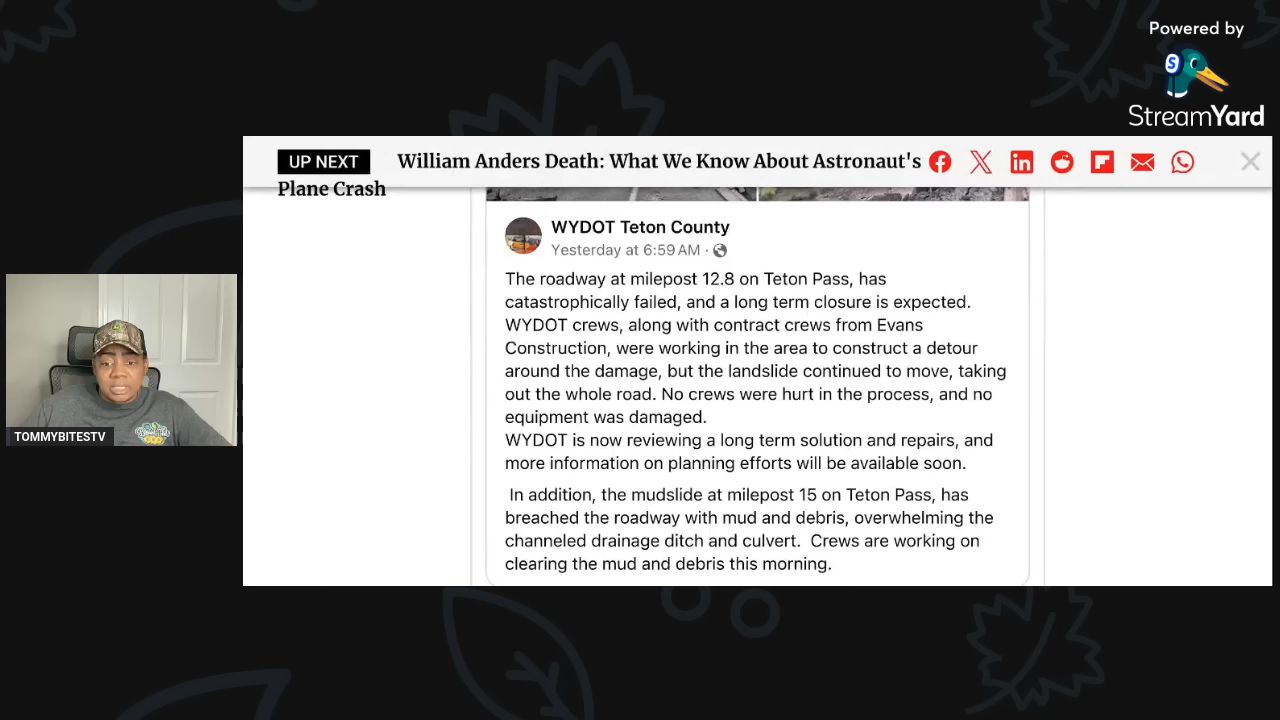 Powered by
StreamYard
UP NEXT William Anders Death: What We Know About Astronaut's
Plane Crash
WYDOT Teton County
Yesterday at 6:59 AM ·
The roadway at milepost 12.8 on Teton Pass, has
catastrophically failed, and a long term closure is expected.
WYDOT crews, along with contract crews from Evans
Construction, were working in the area to construct a detour
around the damage, but the landslide continued to move, taking
out the whole road. No crews were hurt in the process, and no
equipment was damaged.
WYDOT is now reviewing a long term solution and repairs, and
more information on planning efforts will be available soon.
In addition, the mudslide at milepost 15 on Teton Pass, has
breached the roadway with mud and debris, overwhelming the
channeled drainage ditch and culvert. Crews are working on
clearing the mud and debris this morning.
TOMMYBITESTV